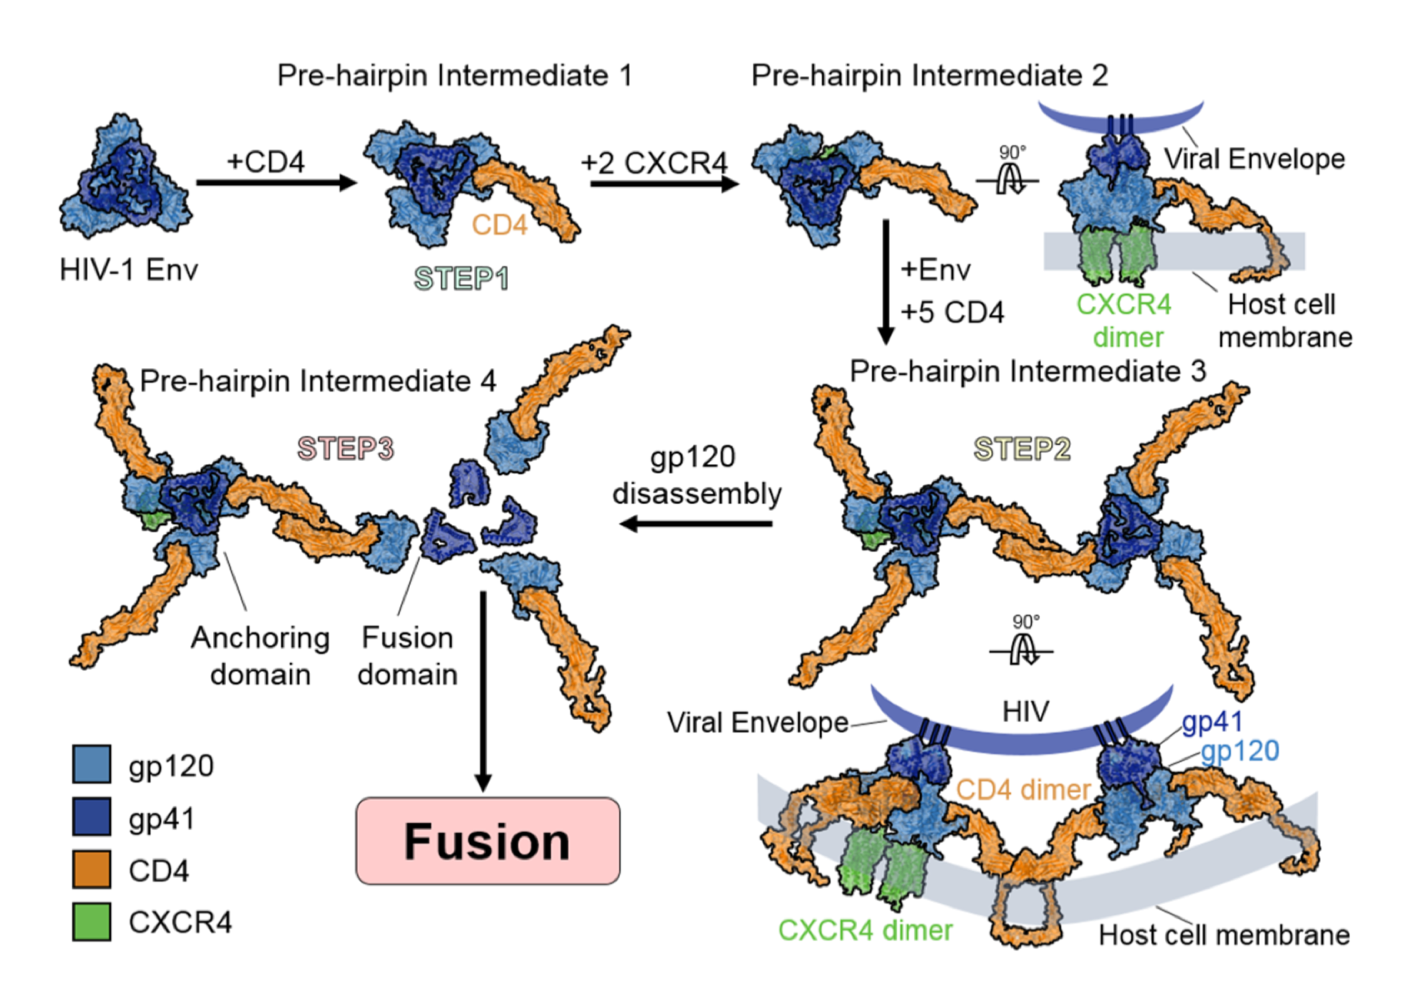 Pre-hairpin Intermediate 1
Pre-hairpin Intermediate 2
+CD4
+2 CXCR4
90°
Viral Envelope
CD4
HIV-1 Env
STEP1
+Env
+5 CD4
CXCR4
dimer
Host cell
membrane
Pre-hairpin Intermediate 4
Pre-hairpin Intermediate 3
STEP3
gp120
disassembly
STEP2
Anchoring
domain
Fusion
domain
90°
Viral Envelope
HIV
gp41
gp120
CD4 dimer
CXCR4 dimer
Host cell membrane
gp120
gp41
CD4
CXCR4
Fusion